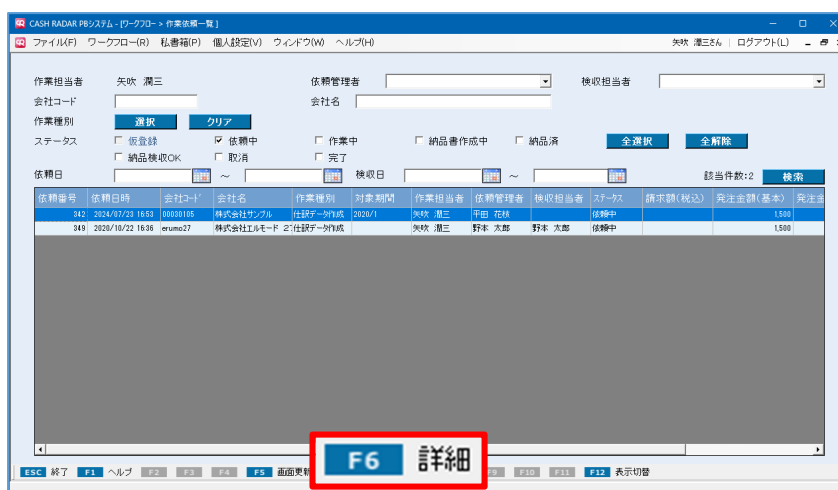 CASH RADAR PBシステム - [ワークフロー > 作業依頼一覧 ]
ファイル(F) ワークフロー(R) 私書箱(P) 個人設定(V) ウィンドウ(W) ヘルプ(H) 矢吹 潤三さん ログアウト(L)
作業担当者 矢吹 潤三 依頼管理者 検収担当者
会社コード 会社名
作業種別 選択 クリア
ステータス 仮登録 依頼中 作業中 納品書作成中 納品済 全選択 全解除
納品検収OK 取消 完了
依頼日 ～ 検収日 ～ 該当件数:2 検索
依頼番号 依頼日時 会社コード 会社名 作業種別 対象期間 作業担当者 依頼管理者 検収担当者 ステータス 請求額(税込) 発注金額(基本) 発注金
342 2024/07/23 16:53 00030105 株式会社サンプル 仕訳データ作成 2020/1 矢吹 潤三 平田 花枝 依頼中 1,500
349 2020/10/22 16:36 erumo27 株式会社エルモード 27 仕訳データ作成 矢吹 潤三 野本 太郎 野本 太郎 依頼中 1,500
ESC 終了 F1 ヘルプ F2 F3 F4 F5 画面更新 F6 詳細 F9 F10 F11 F12 表示切替